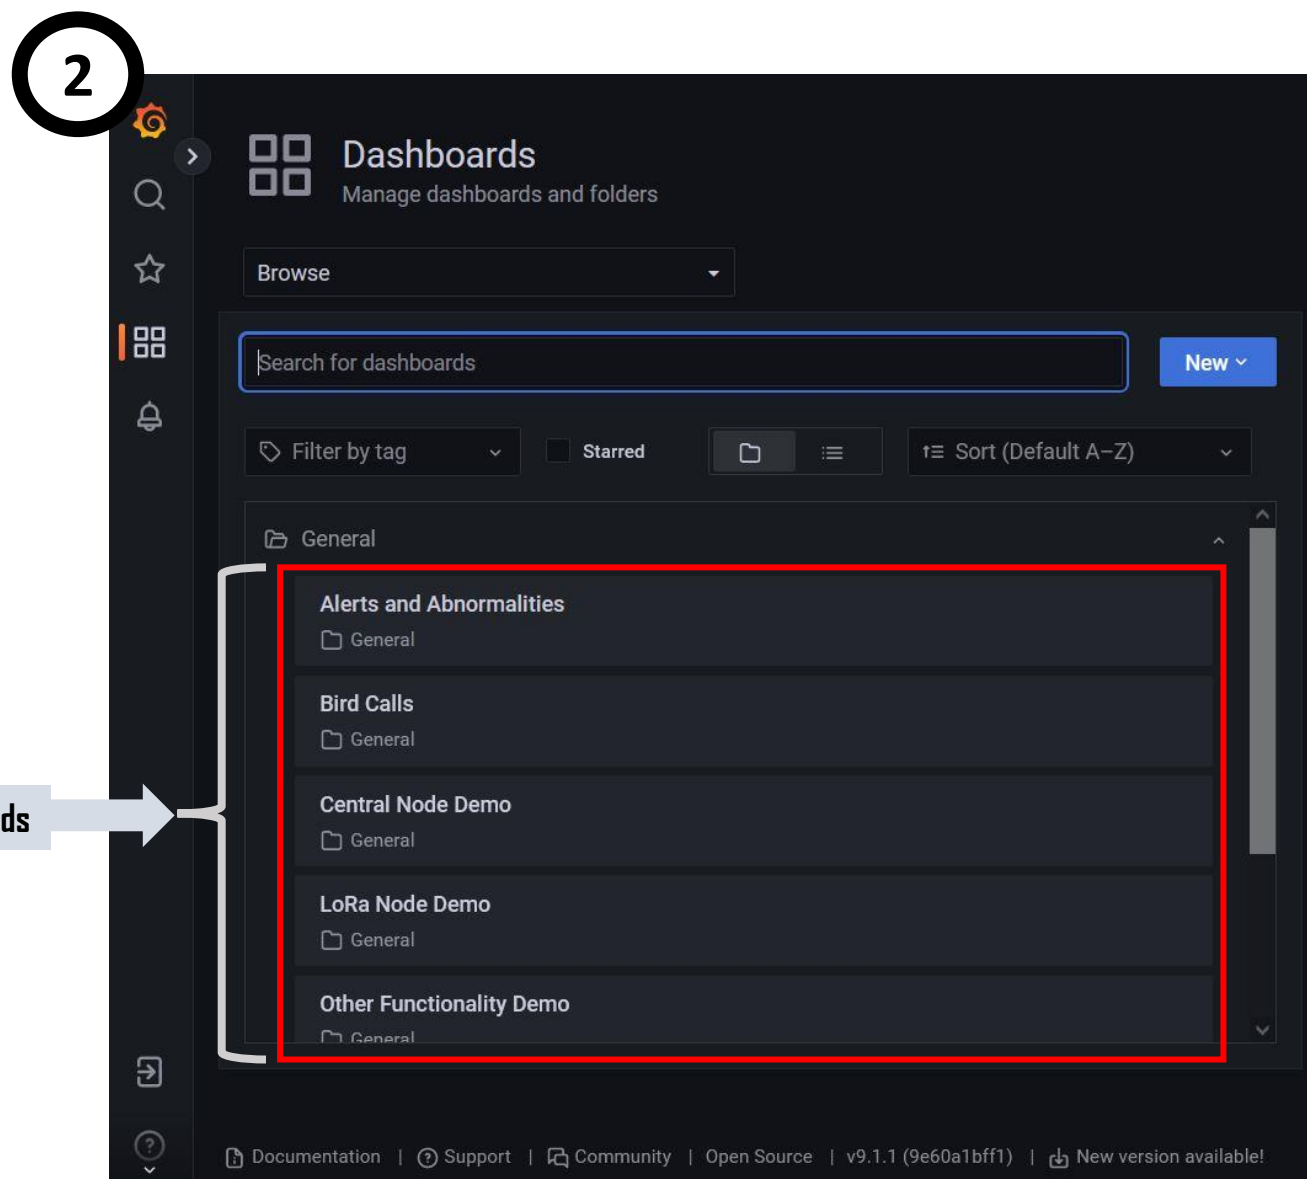 2
Dashboards
Manage dashboards and folders
Browse
Search for dashboards
New
Filter by tag
Starred
Sort (Default A–Z)
General
Alerts and Abnormalities
General
Bird Calls
General
Central Node Demo
General
ds
LoRa Node Demo
General
Other Functionality Demo
General
Documentation | Support | Community | Open Source | v9.1.1 (9e60a1bff1) | New version available!